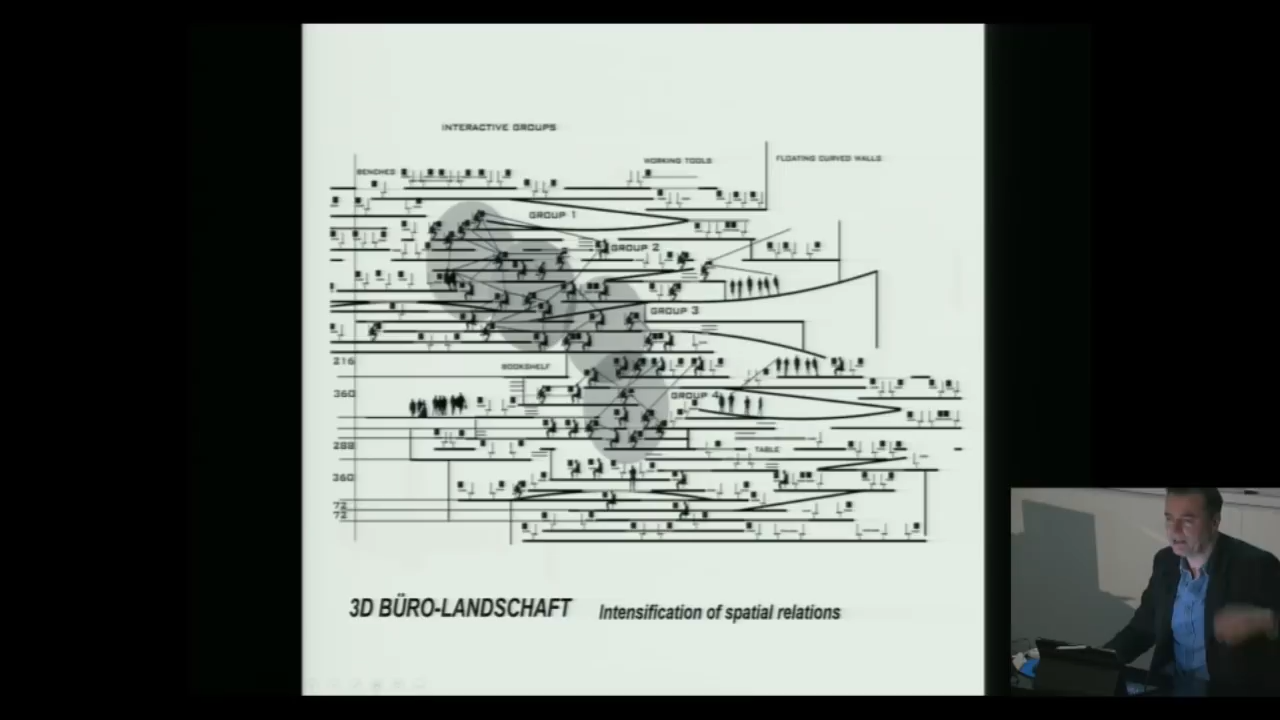 INTERACTIVE GROUPS
WORKING TOOLS
FLOATING CURVED WALLS
BENCHES
GROUP 1
GROUP 2
GROUP 3
216
BOOKSHELF
360
GROUP 4
288
TABLE
360
72
72
3D BÜRO-LANDSCHAFT
Intensification of spatial relations